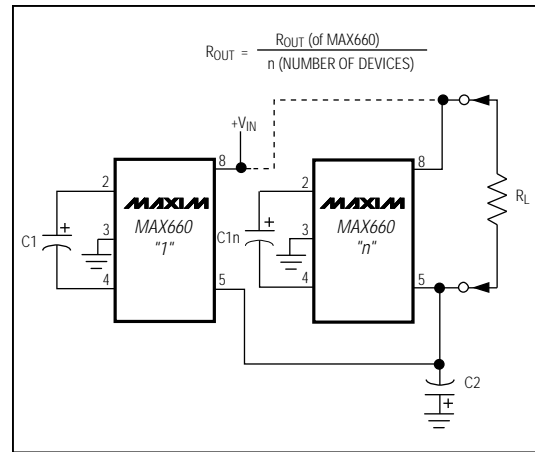 ROUT = ROUT (of MAX660) / n (NUMBER OF DEVICES)
+VIN
8
2
MAXIM
MAX660
"1"
3
4
5
C1
+
8
2
MAXIM
MAX660
"n"
3
4
5
C1n
+
RL
C2
+